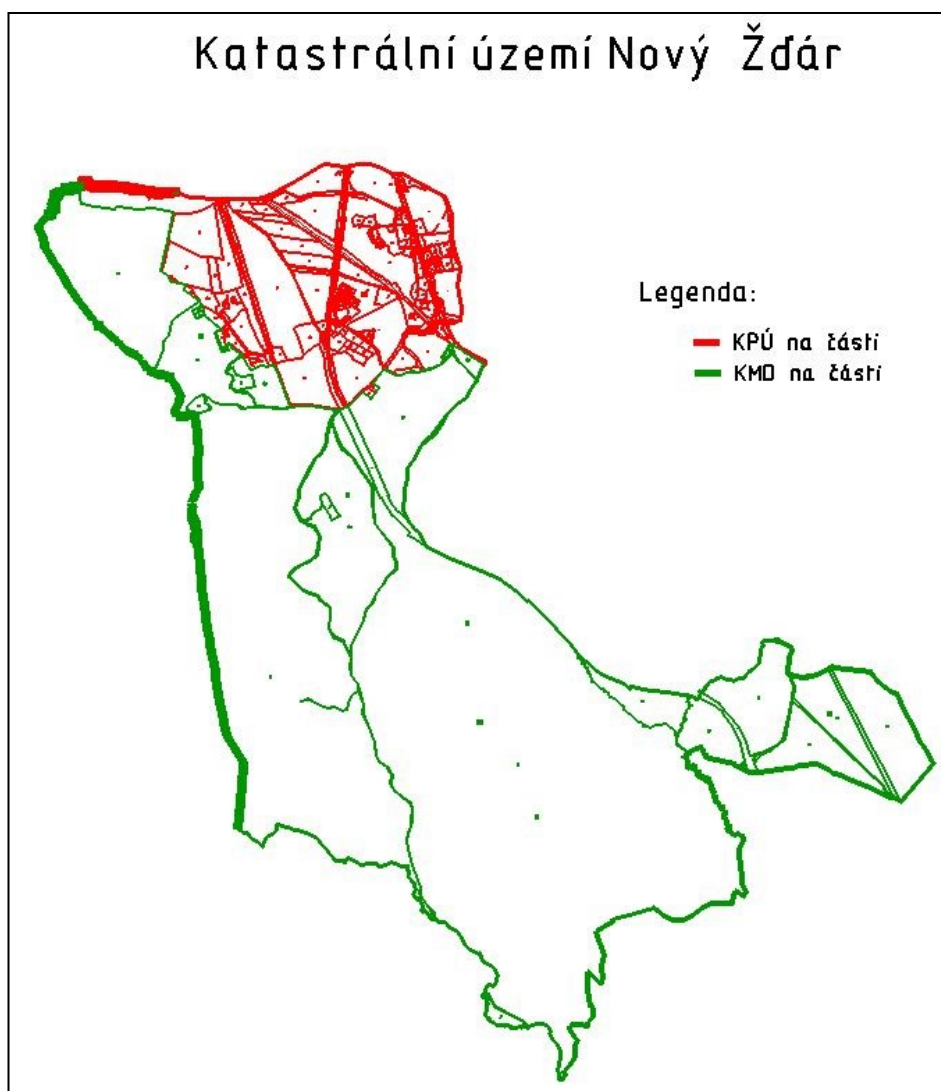 Katastrální území Nový Žďár
Legenda:
KPÚ na části
KMD na části